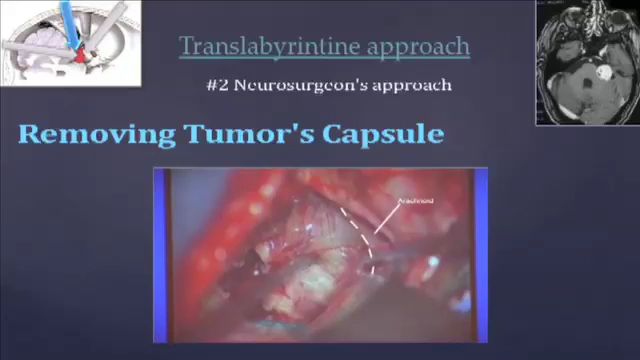 Translabyrintine approach
#2 Neurosurgeon's approach
Removing Tumor's Capsule
Arachnoid